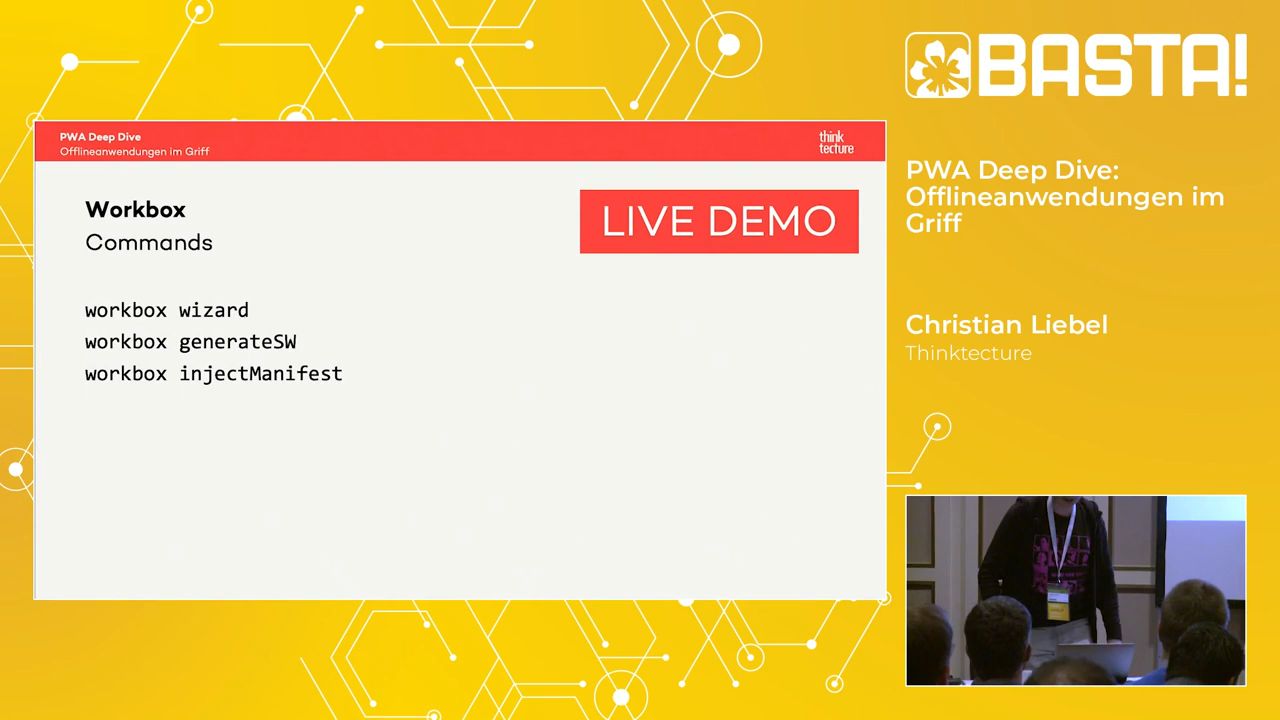 BASTA!
PWA Deep Dive
Offlineanwendungen im Griff
think
tecture
Workbox
Commands
LIVE DEMO
workbox wizard
workbox generateSW
workbox injectManifest
PWA Deep Dive:
Offlineanwendungen im
Griff
Christian Liebel
Thinktecture